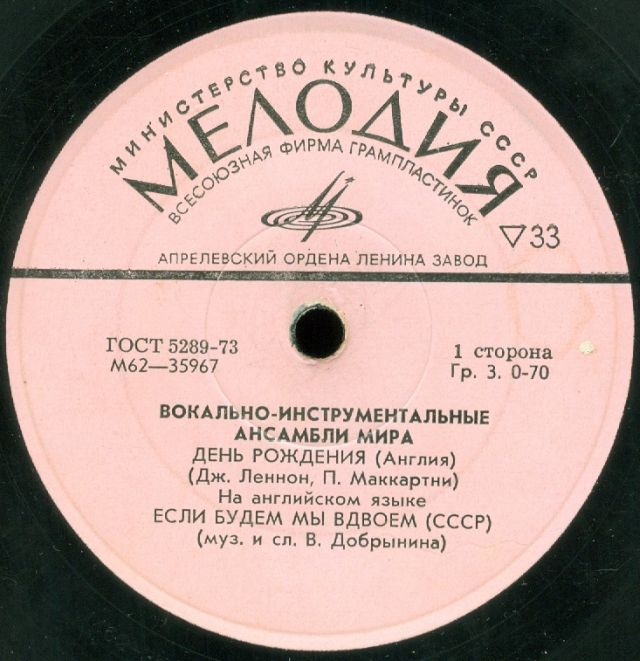 МИНИСТЕРСТВО КУЛЬТУРЫ СССР
МЕЛОДИЯ
ВСЕСОЮЗНАЯ ФИРМА ГРАМПЛАСТИНОК
▽33
АПРЕЛЕВСКИЙ ОРДЕНА ЛЕНИНА ЗАВОД
ГОСТ 5289-73
М62—35967
1 сторона
Гр. 3. 0-70
ВОКАЛЬНО-ИНСТРУМЕНТАЛЬНЫЕ
АНСАМБЛИ МИРА
ДЕНЬ РОЖДЕНИЯ (Англия)
(Дж. Леннон, П. Маккартни)
На английском языке
ЕСЛИ БУДЕМ МЫ ВДВОЕМ (СССР)
(муз. и сл. В. Добрынина)